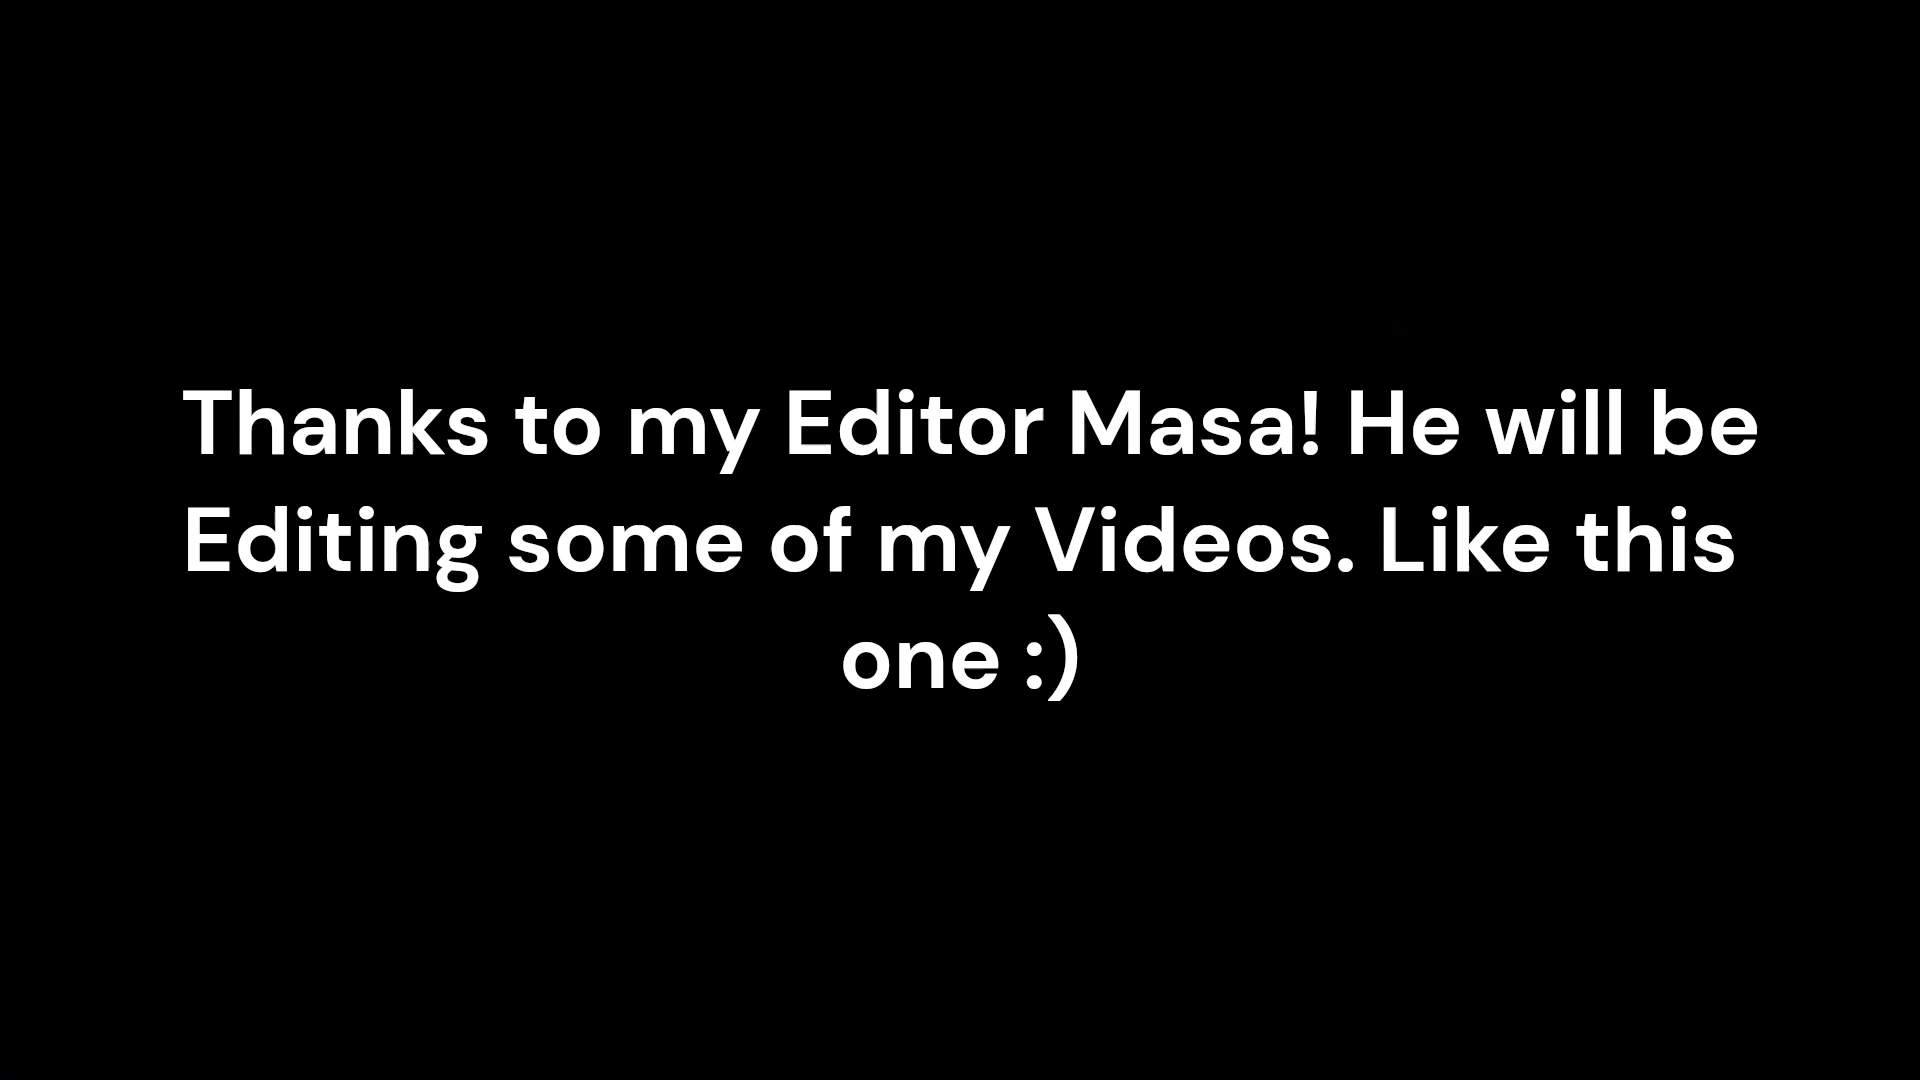 Thanks to my Editor Masa! He will be
Editing some of my Videos. Like this
one :)